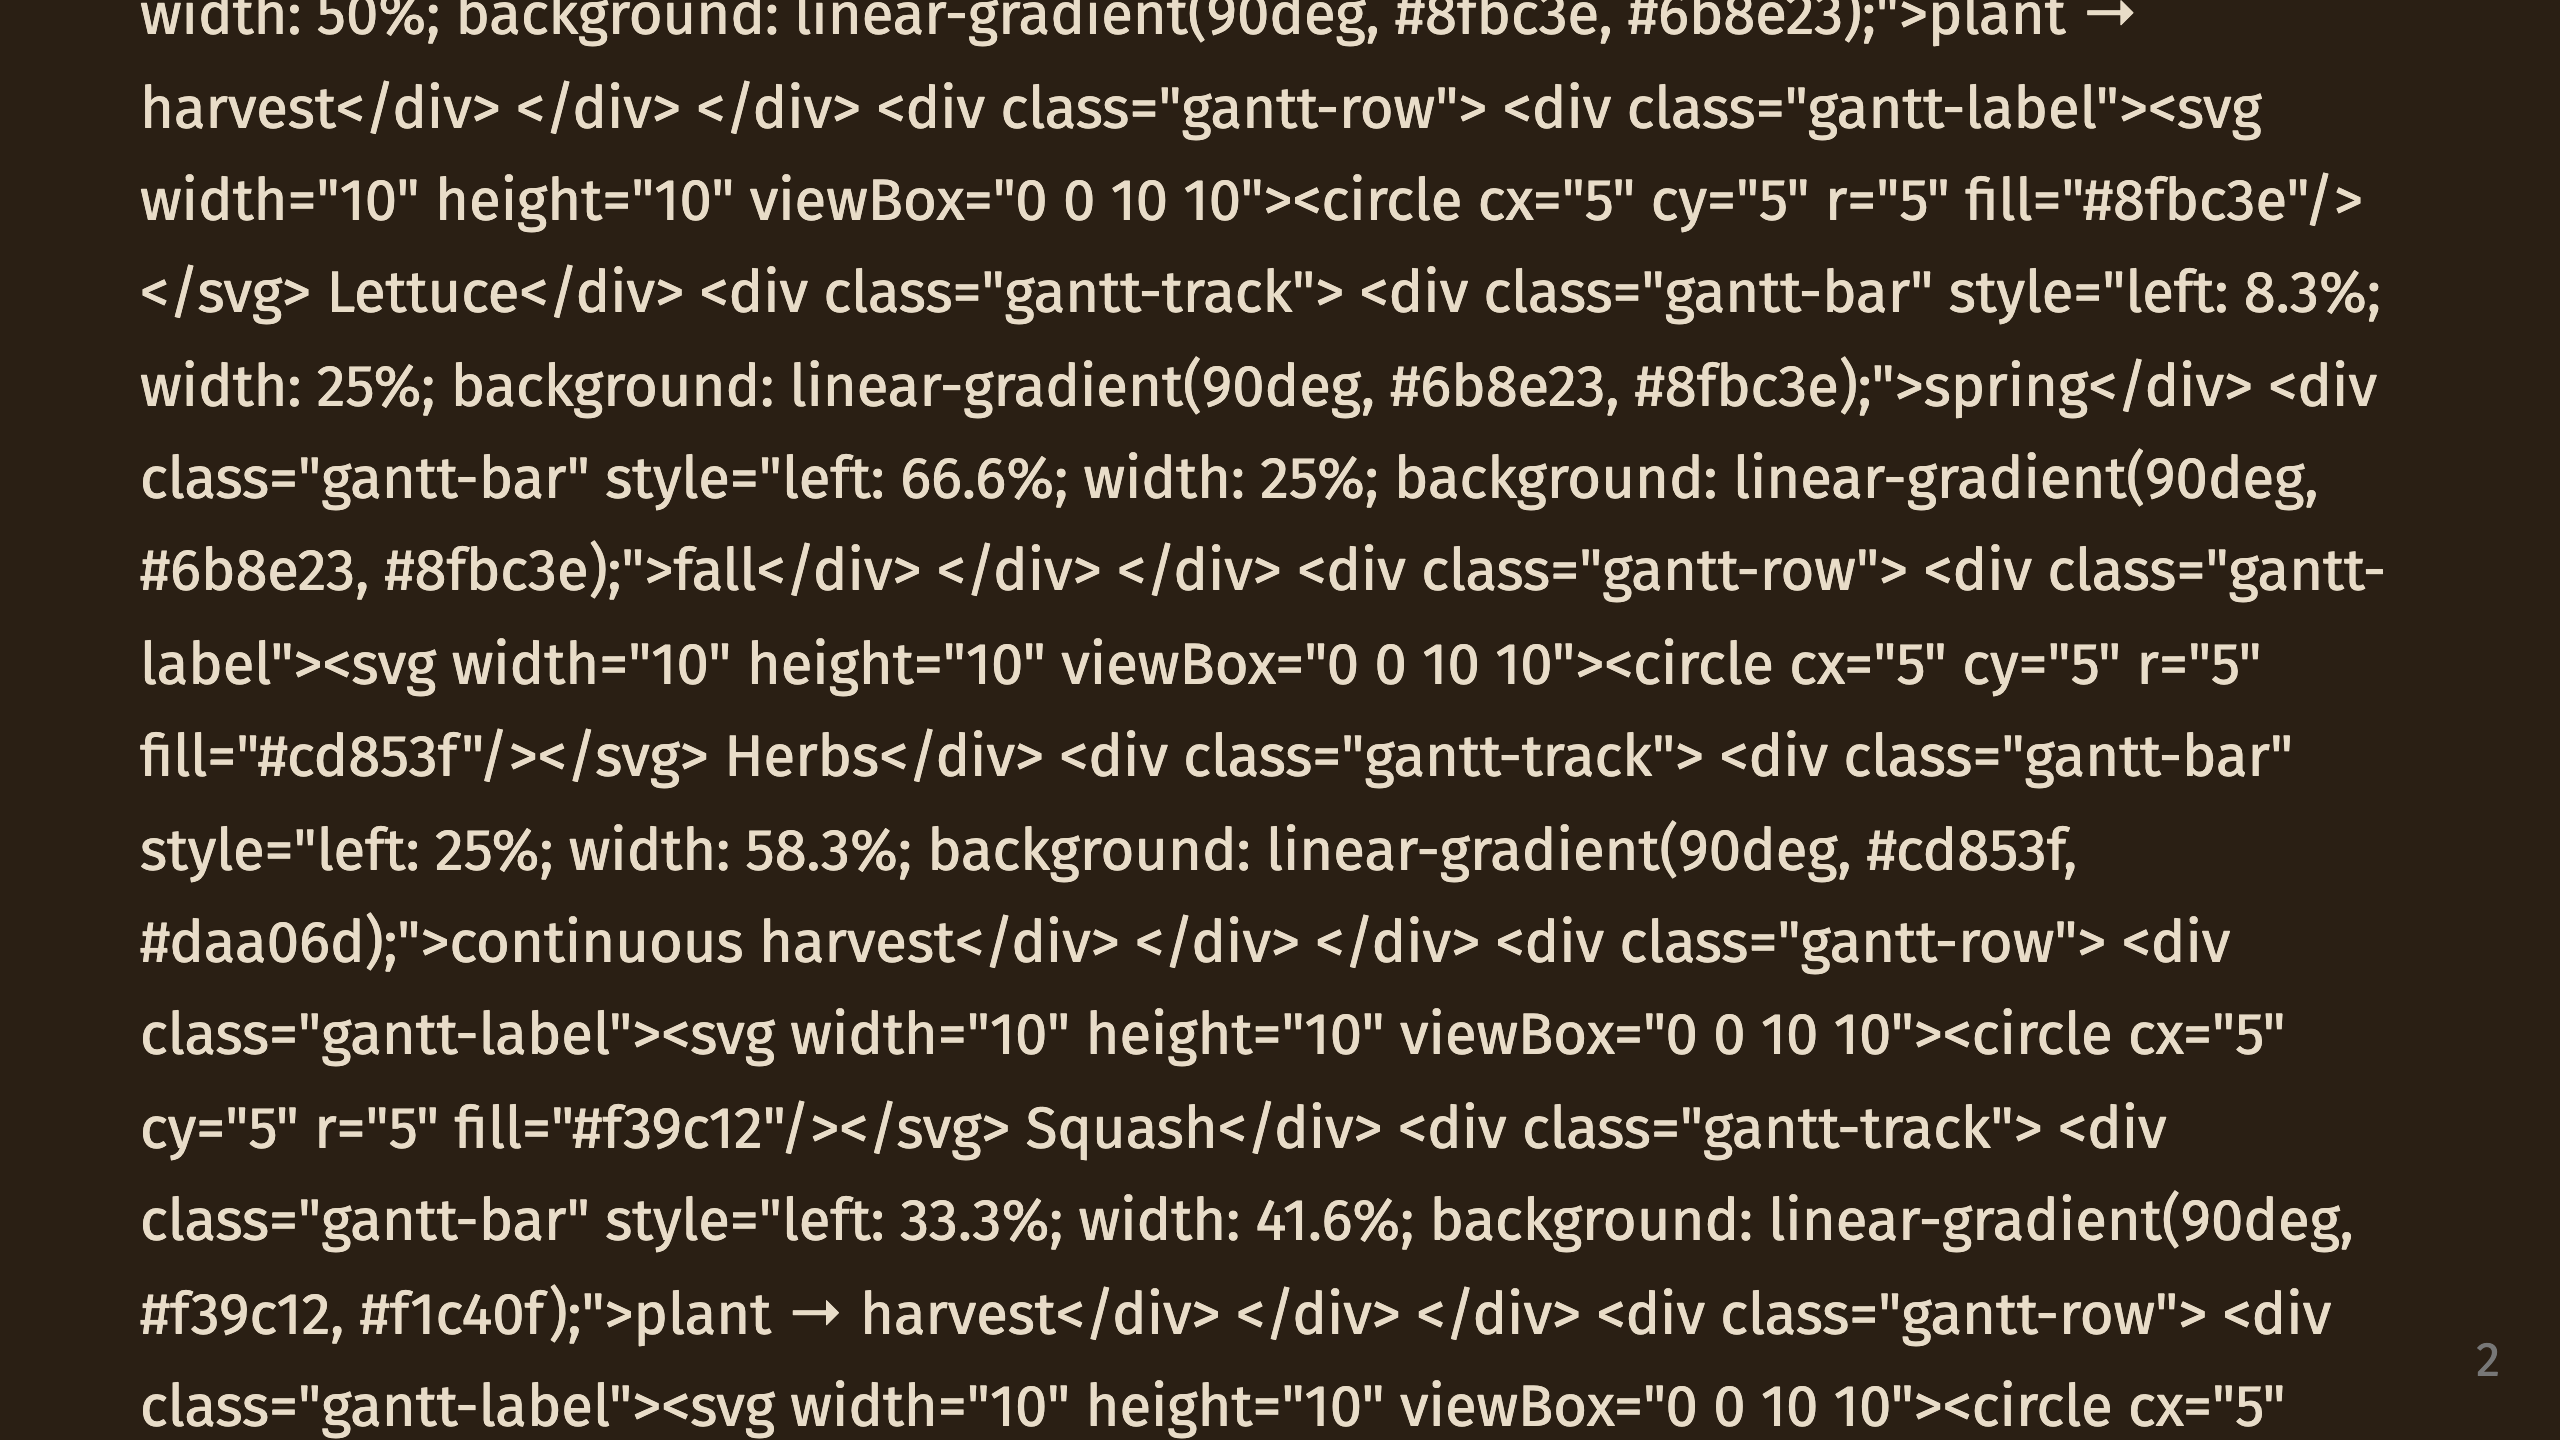 width: 50%; background: linear-gradient(90deg, #8fbc3e, #6b8e23);">plant →
harvest</div> </div> </div> <div class="gantt-row"> <div class="gantt-label"><svg
width="10" height="10" viewBox="0 0 10 10"><circle cx="5" cy="5" r="5" fill="#8fbc3e"/>
</svg> Lettuce</div> <div class="gantt-track"> <div class="gantt-bar" style="left: 8.3%;
width: 25%; background: linear-gradient(90deg, #6b8e23, #8fbc3e);">spring</div> <div
class="gantt-bar" style="left: 66.6%; width: 25%; background: linear-gradient(90deg,
#6b8e23, #8fbc3e);">fall</div> </div> </div> <div class="gantt-row"> <div class="gantt-
label"><svg width="10" height="10" viewBox="0 0 10 10"><circle cx="5" cy="5" r="5"
fill="#cd853f"/></svg> Herbs</div> <div class="gantt-track"> <div class="gantt-bar"
style="left: 25%; width: 58.3%; background: linear-gradient(90deg, #cd853f,
#daa06d);">continuous harvest</div> </div> </div> <div class="gantt-row"> <div
class="gantt-label"><svg width="10" height="10" viewBox="0 0 10 10"><circle cx="5"
cy="5" r="5" fill="#f39c12"/></svg> Squash</div> <div class="gantt-track"> <div
class="gantt-bar" style="left: 33.3%; width: 41.6%; background: linear-gradient(90deg,
#f39c12, #f1c40f);">plant → harvest</div> </div> </div> <div class="gantt-row"> <div
class="gantt-label"><svg width="10" height="10" viewBox="0 0 10 10"><circle cx="5"
2